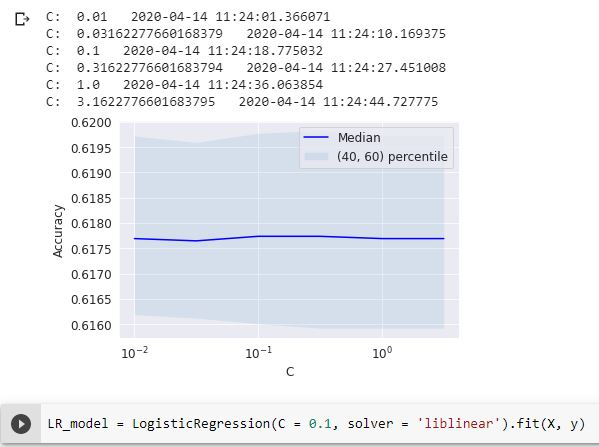 C:  0.01   2020-04-14 11:24:01.366071
C:  0.03162277660168379   2020-04-14 11:24:10.169375
C:  0.1   2020-04-14 11:24:18.775032
C:  0.31622776601683794   2020-04-14 11:24:27.451008
C:  1.0   2020-04-14 11:24:36.063854
C:  3.1622776601683795   2020-04-14 11:24:44.727775
0.6200
0.6195
0.6190
0.6185
0.6180
0.6175
0.6170
0.6165
0.6160
Accuracy
Median
(40, 60) percentile
10⁻² 10⁻¹ 10⁰
C
LR_model = LogisticRegression(C = 0.1, solver = 'liblinear').fit(X, y)